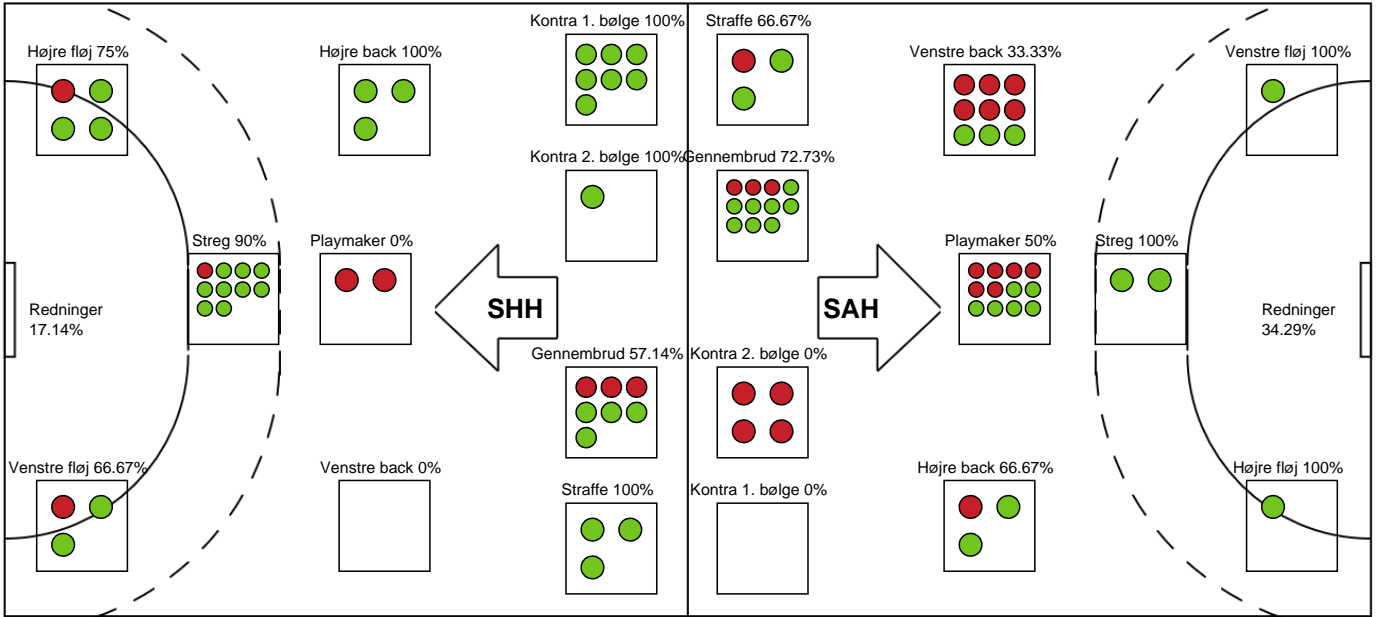 Kontra 1. bølge 100%
Straffe 66.67%
Højre fløj 75%
Højre back 100%
Venstre back 33.33%
Venstre fløj 100%
Kontra 2. bølge 100%
Gennembrud 72.73%
Streg 90%
Playmaker 0%
Playmaker 50%
Streg 100%
Redninger
17.14%
SHH
SAH
Redninger
34.29%
Gennembrud 57.14%
Kontra 2. bølge 0%
Venstre fløj 66.67%
Venstre back 0%
Højre back 66.67%
Højre fløj 100%
Straffe 100%
Kontra 1. bølge 0%